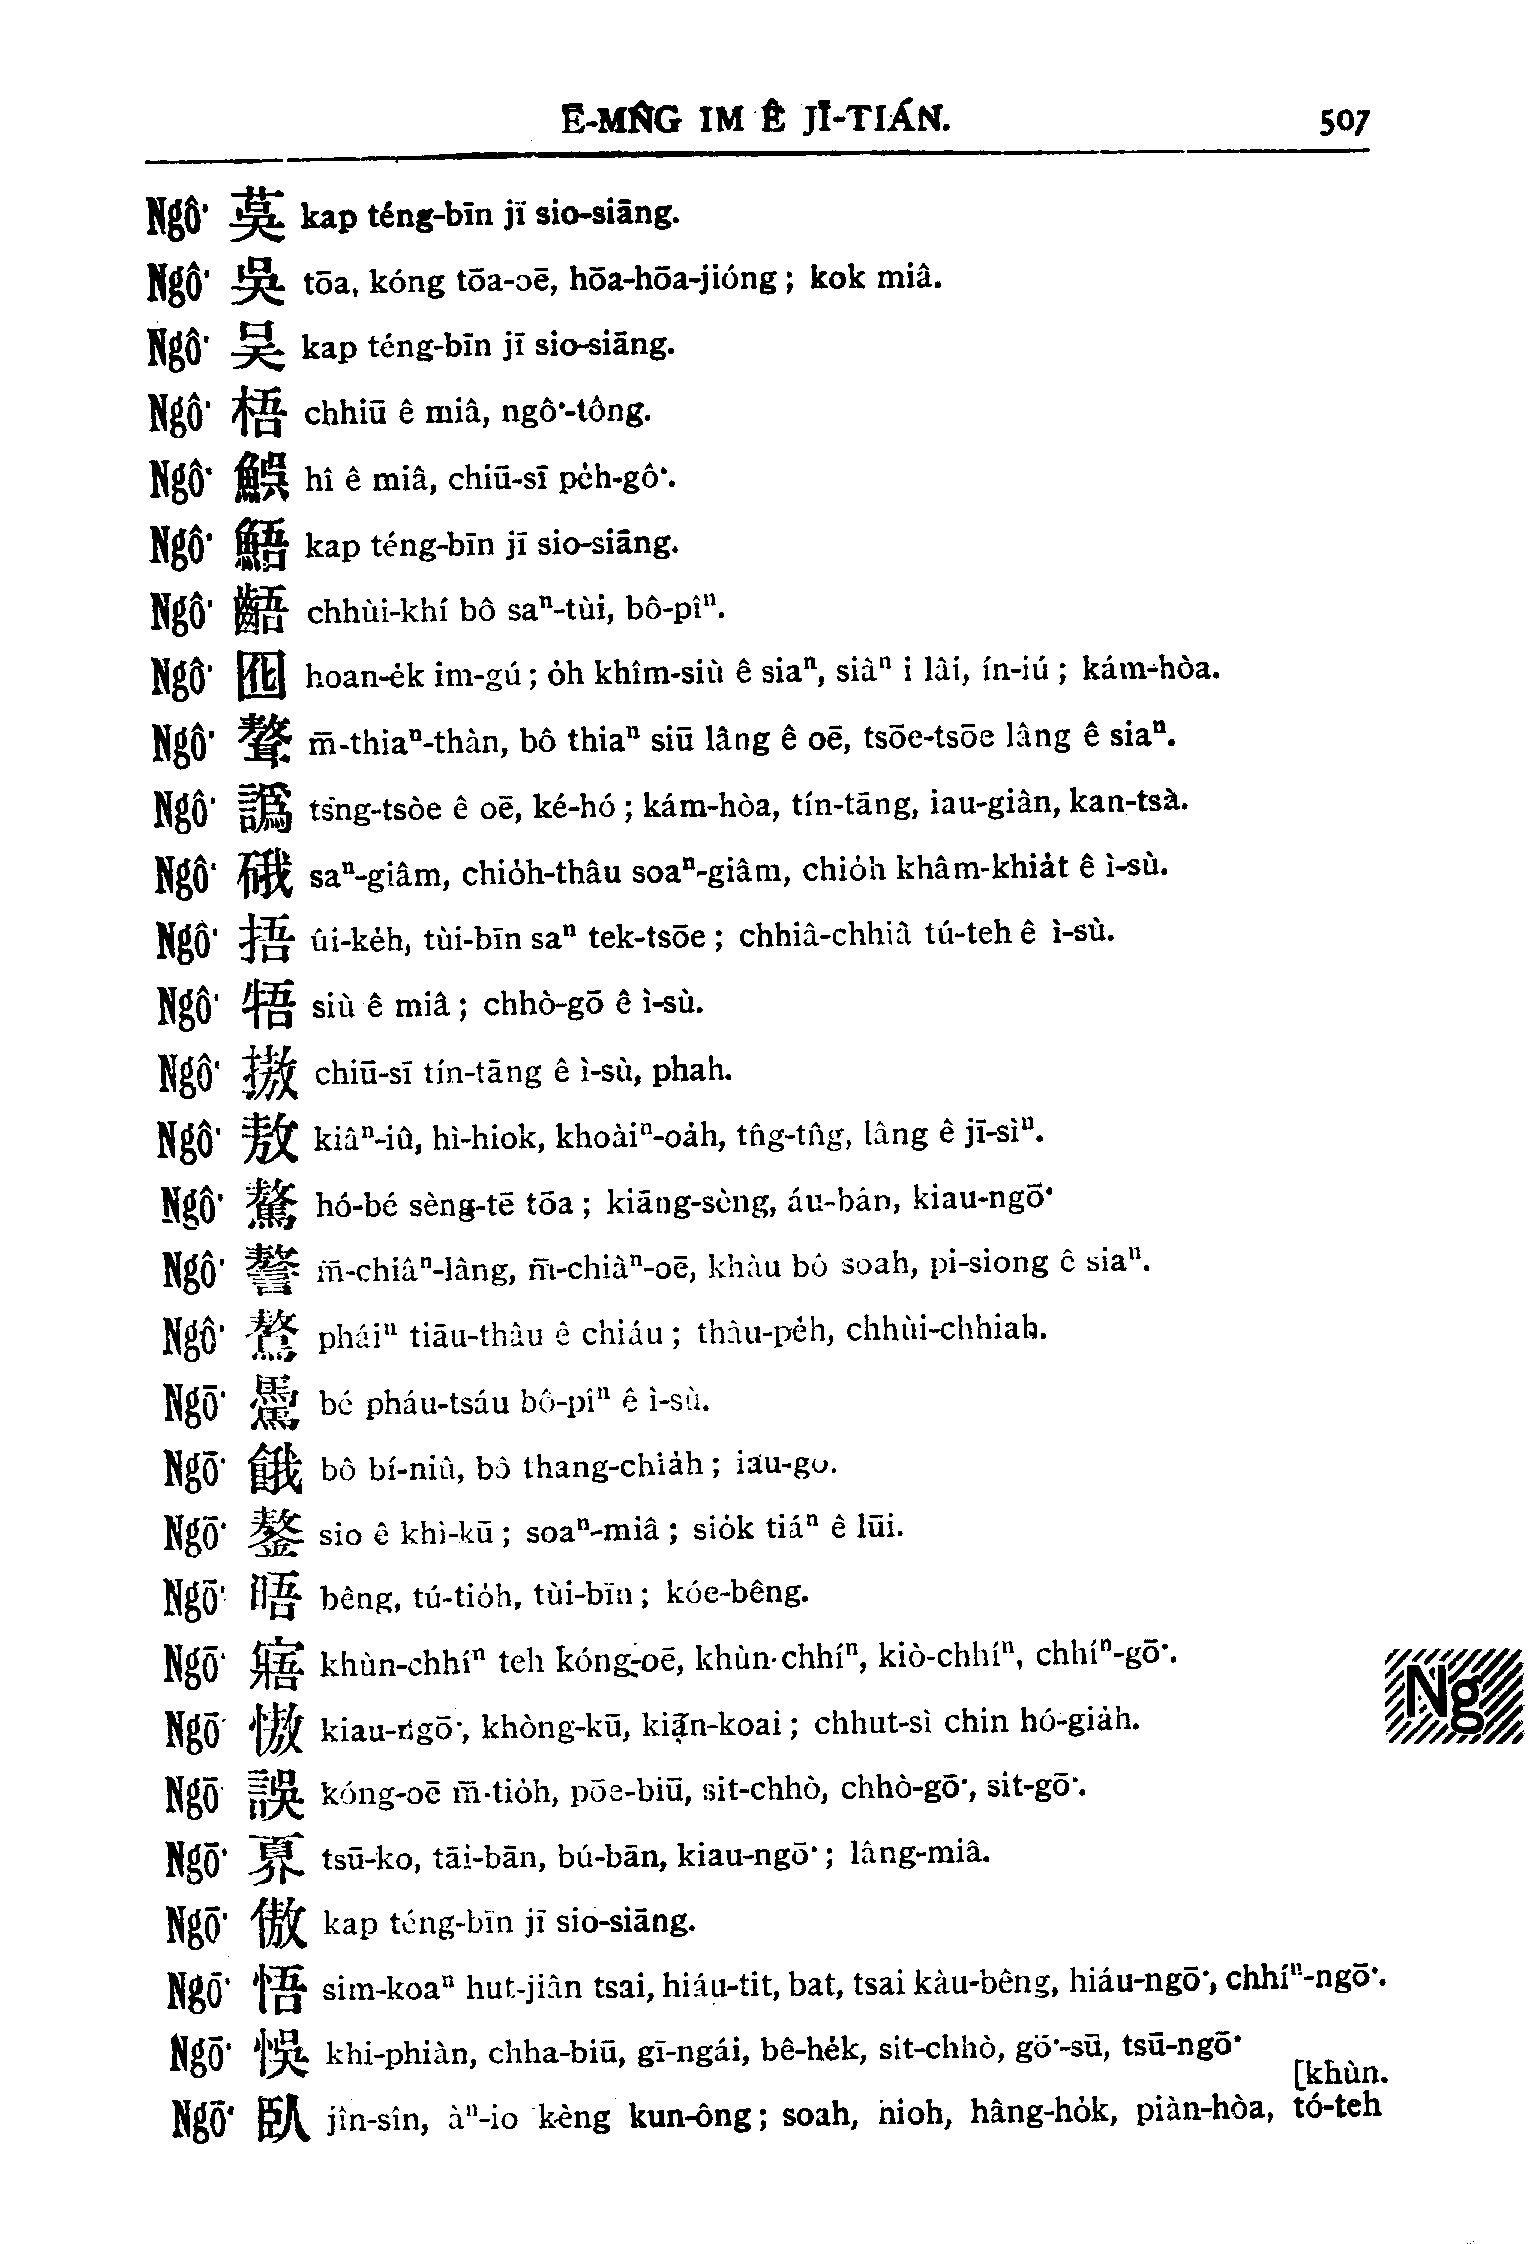 Ē-MN̂G IM Ê JĪ-TIÁN. 507
Ngô͘ 茣 kap téng-bīn jī sio-siāng.
Ngô͘ 吳 tōa, kóng tōa-oē, hōa-hōa-jióng; kok miâ.
Ngô͘ 吴 kap téng-bīn jī sio-siāng.
Ngô͘ 梧 chhiū ê miâ, ngô͘-tông.
Ngô͘ 鯃 hî ê miâ, chiū-sī pe̍h-gô͘.
Ngô͘ 䱷 kap téng-bīn jī sio-siāng.
Ngô͘ 齬 chhùi-khí bô saⁿ-tùi, bô-pîⁿ.
Ngô͘ 囮 hoan-e̍k im-gú; o̍h khîm-siù ê siaⁿ, siâⁿ i lâi, ín-iú; kám-hòa.
Ngô͘ 聱 m̄-thiaⁿ-thàn, bô thiaⁿ siū lâng ê oē, tsōe-tsōe lâng ê siaⁿ.
Ngô͘ 譌 tsn̂g-tsòe ê oē, ké-hó; kám-hòa, tín-tāng, iau-giân, kan-tsà.
Ngô͘ 硪 saⁿ-giâm, chio̍h-thâu soaⁿ-giâm, chio̍h khâm-khia̍t ê ì-sù.
Ngô͘ 捂 ûi-ke̍h, tùi-bīn saⁿ tek-tsōe; chhiâ-chhiâ tú-teh ê ì-sù.
Ngô͘ 牾 siù ê miâ; chhò-gō ê ì-sù.
Ngô͘ 摮 chiū-sī tín-tāng ê ì-sù, phah.
Ngô͘ 敖 kiâⁿ-iû, hì-hiok, khoàiⁿ-oa̍h, tn̂g-tn̂g, lâng ê jī-sìⁿ.
Ngô͘ 驁 hó-bé sèng-tē tōa; kiāng-sèng, áu-bán, kiau-ngō͘
Ngô͘ 謷 m̄-chiâⁿ-lâng, m̄-chiâⁿ-oē, khàu bô soah, pi-siong ê siaⁿ.
Ngô͘ 鷔 pháiⁿ tiāu-thâu ê chiáu; thâu-pe̍h, chhùi-chhiah.
Ngō͘ bé pháu-tsáu bô-pîⁿ ê ì-sù.
Ngō͘ 餓 bô bí-niû, bô thang-chia̍h; iau-go.
Ngō͘ 鏊 sio ê khì-kū; soaⁿ-miâ; sio̍k tiáⁿ ê lūi.
Ngō͘ 晤 bêng, tú-tio̍h, tùi-bīn; kóe-bêng.
Ngō͘ 寤 khùn-chhíⁿ teh kóng-oē, khùn-chhíⁿ, kiò-chhíⁿ, chhíⁿ-gō͘.
Ngō͘ 慠 kiau-ngō͘, khòng-kū, kiān-koai; chhut-sì chin hó-gia̍h.
Ngō͘ 誤 kóng-oē m̄-tio̍h, pōe-biū, sit-chhò, chhò-gō͘, sit-gō͘.
Ngō͘ 奡 tsū-ko, tāi-bān, bú-bān, kiau-ngō͘; lâng-miâ.
Ngō͘ 傲 kap téng-bīn jī sio-siāng.
Ngō͘ 悟 sim-koaⁿ hut-jiân tsai, hiáu-tit, bat, tsai kàu-bêng, hiáu-ngō͘, chhíⁿ-ngō͘.
Ngō͘ 悞 khi-phiàn, chha-biū, gī-ngái, bê-he̍k, sit-chhò, gō͘-sū, tsū-ngō͘
[khùn.
Ngō͘ 臥 jîn-sîn, àⁿ-io kèng kun-ông; soah, hioh, hâng-ho̍k, piàn-hòa, tó-teh
Ng